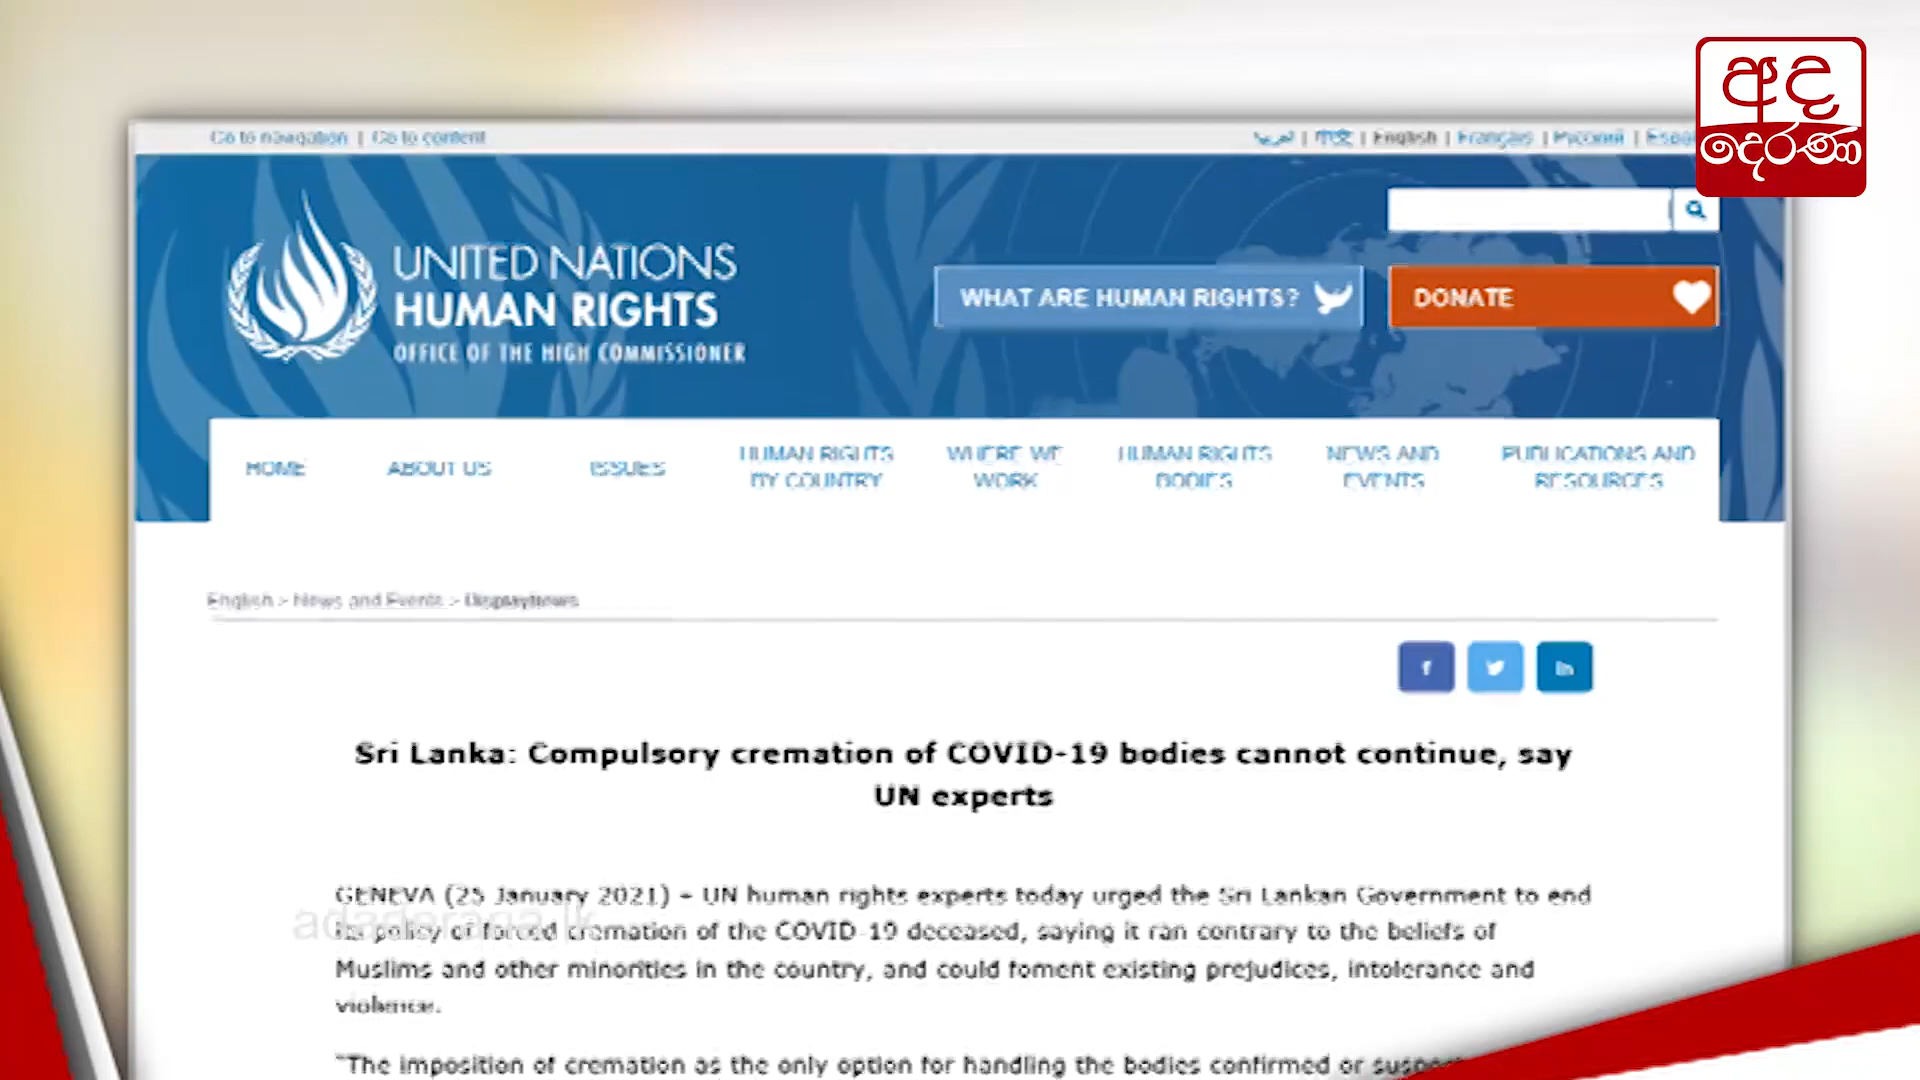 Go to navigation | Go to content
العربية | 中文 | English | Français | Русский | Españ
අද
දෙරණ
UNITED NATIONS
HUMAN RIGHTS
OFFICE OF THE HIGH COMMISSIONER
WHAT ARE HUMAN RIGHTS?
DONATE
HOME
ABOUT US
ISSUES
HUMAN RIGHTS
BY COUNTRY
WHERE WE
WORK
HUMAN RIGHTS
BODIES
NEWS AND
EVENTS
PUBLICATIONS AND
RESOURCES
English > News and Events > DisplayNews
Sri Lanka: Compulsory cremation of COVID-19 bodies cannot continue, say
UN experts
GENEVA (25 January 2021) – UN human rights experts today urged the Sri Lankan Government to end
its policy of forced cremation of the COVID-19 deceased, saying it ran contrary to the beliefs of
adaderana.lk
Muslims and other minorities in the country, and could foment existing prejudices, intolerance and
violence.
"The imposition of cremation as the only option for handling the bodies confirmed or